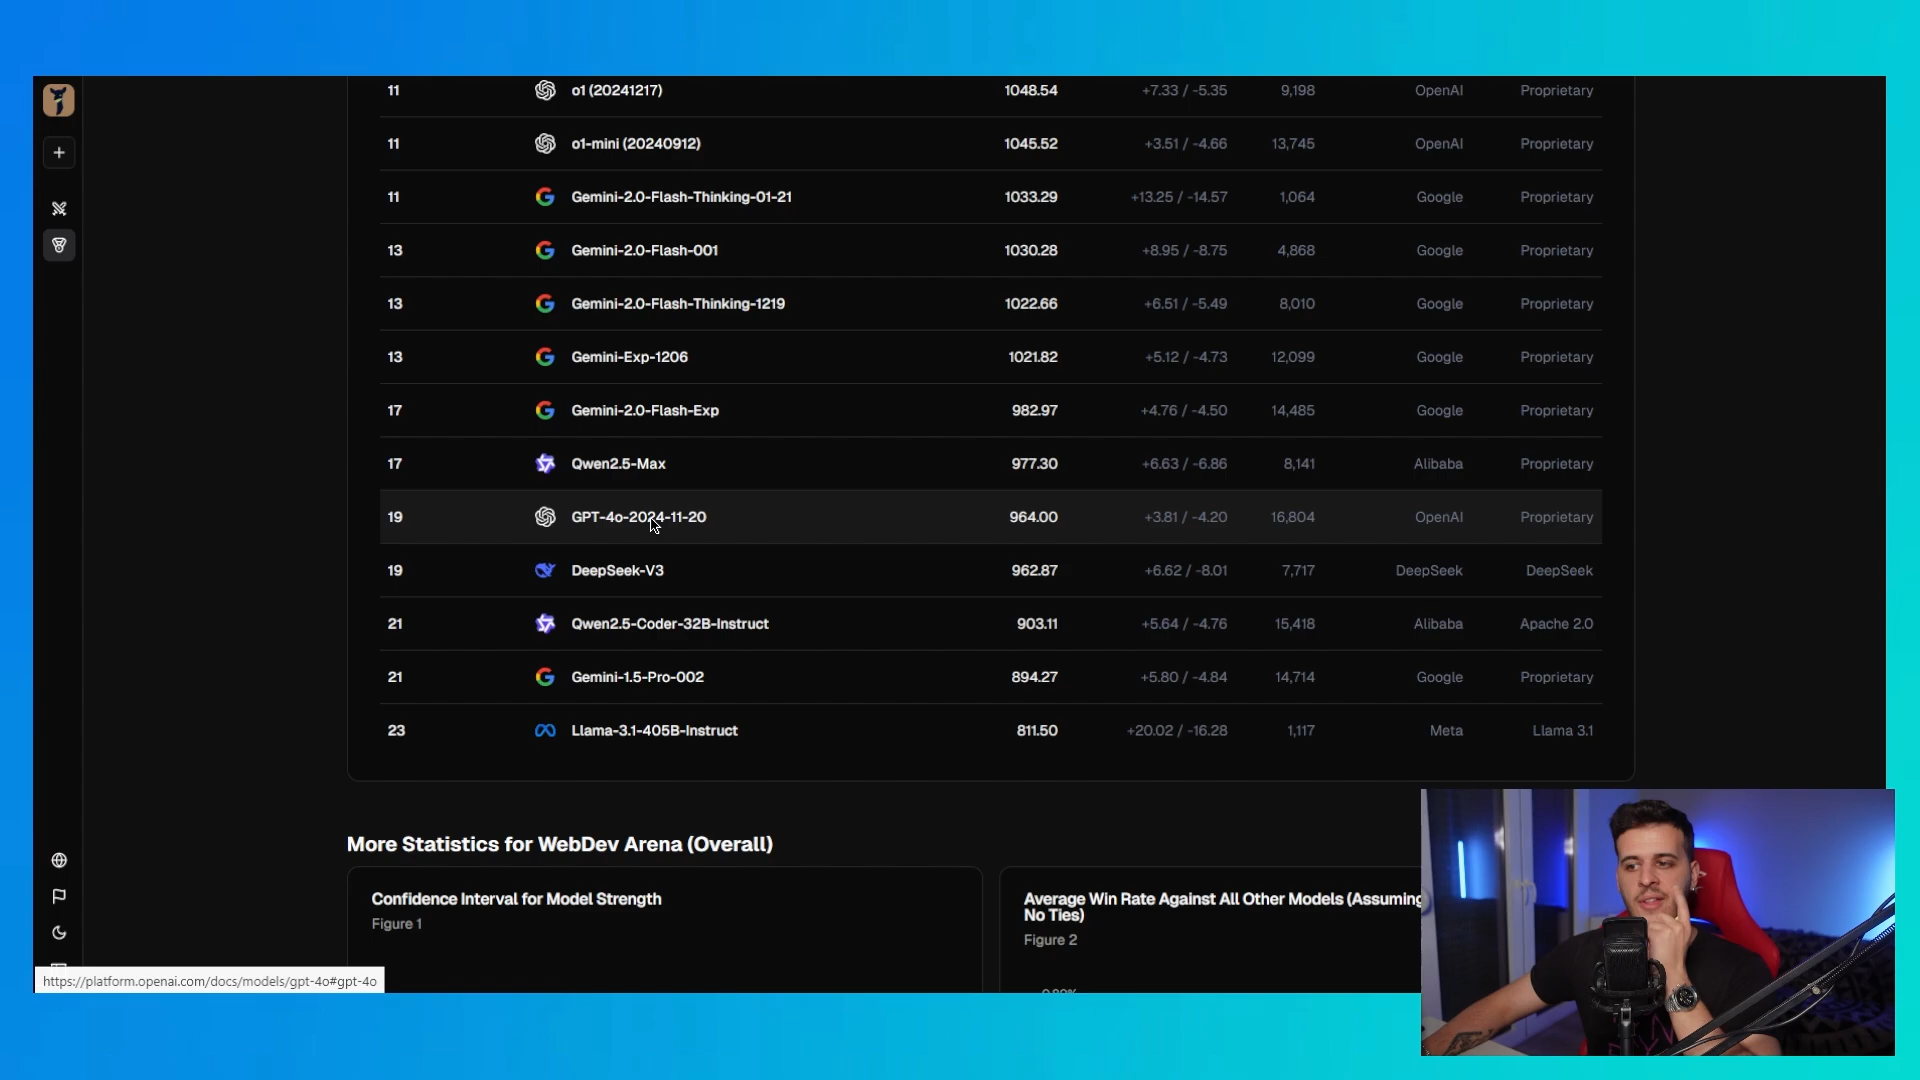 11 o1 (20241217) 1048.54 +7.33 / -5.35 9,198 OpenAI Proprietary
11 o1-mini (20240912) 1045.52 +3.51 / -4.66 13,745 OpenAI Proprietary
11 Gemini-2.0-Flash-Thinking-01-21 1033.29 +13.25 / -14.57 1,064 Google Proprietary
13 Gemini-2.0-Flash-001 1030.28 +8.95 / -8.75 4,868 Google Proprietary
13 Gemini-2.0-Flash-Thinking-1219 1022.66 +6.51 / -5.49 8,010 Google Proprietary
13 Gemini-Exp-1206 1021.82 +5.12 / -4.73 12,099 Google Proprietary
17 Gemini-2.0-Flash-Exp 982.97 +4.76 / -4.50 14,485 Google Proprietary
17 Qwen2.5-Max 977.30 +6.63 / -6.86 8,141 Alibaba Proprietary
19 GPT-4o-2024-11-20 964.00 +3.81 / -4.20 16,804 OpenAI Proprietary
19 DeepSeek-V3 962.87 +6.62 / -8.01 7,717 DeepSeek DeepSeek
21 Qwen2.5-Coder-32B-Instruct 903.11 +5.64 / -4.76 15,418 Alibaba Apache 2.0
21 Gemini-1.5-Pro-002 894.27 +5.80 / -4.84 14,714 Google Proprietary
23 Llama-3.1-405B-Instruct 811.50 +20.02 / -16.28 1,117 Meta Llama 3.1
More Statistics for WebDev Arena (Overall)
Confidence Interval for Model Strength
Figure 1
Average Win Rate Against All Other Models (Assuming
No Ties)
Figure 2
https://platform.openai.com/docs/models/gpt-4o#gpt-4o